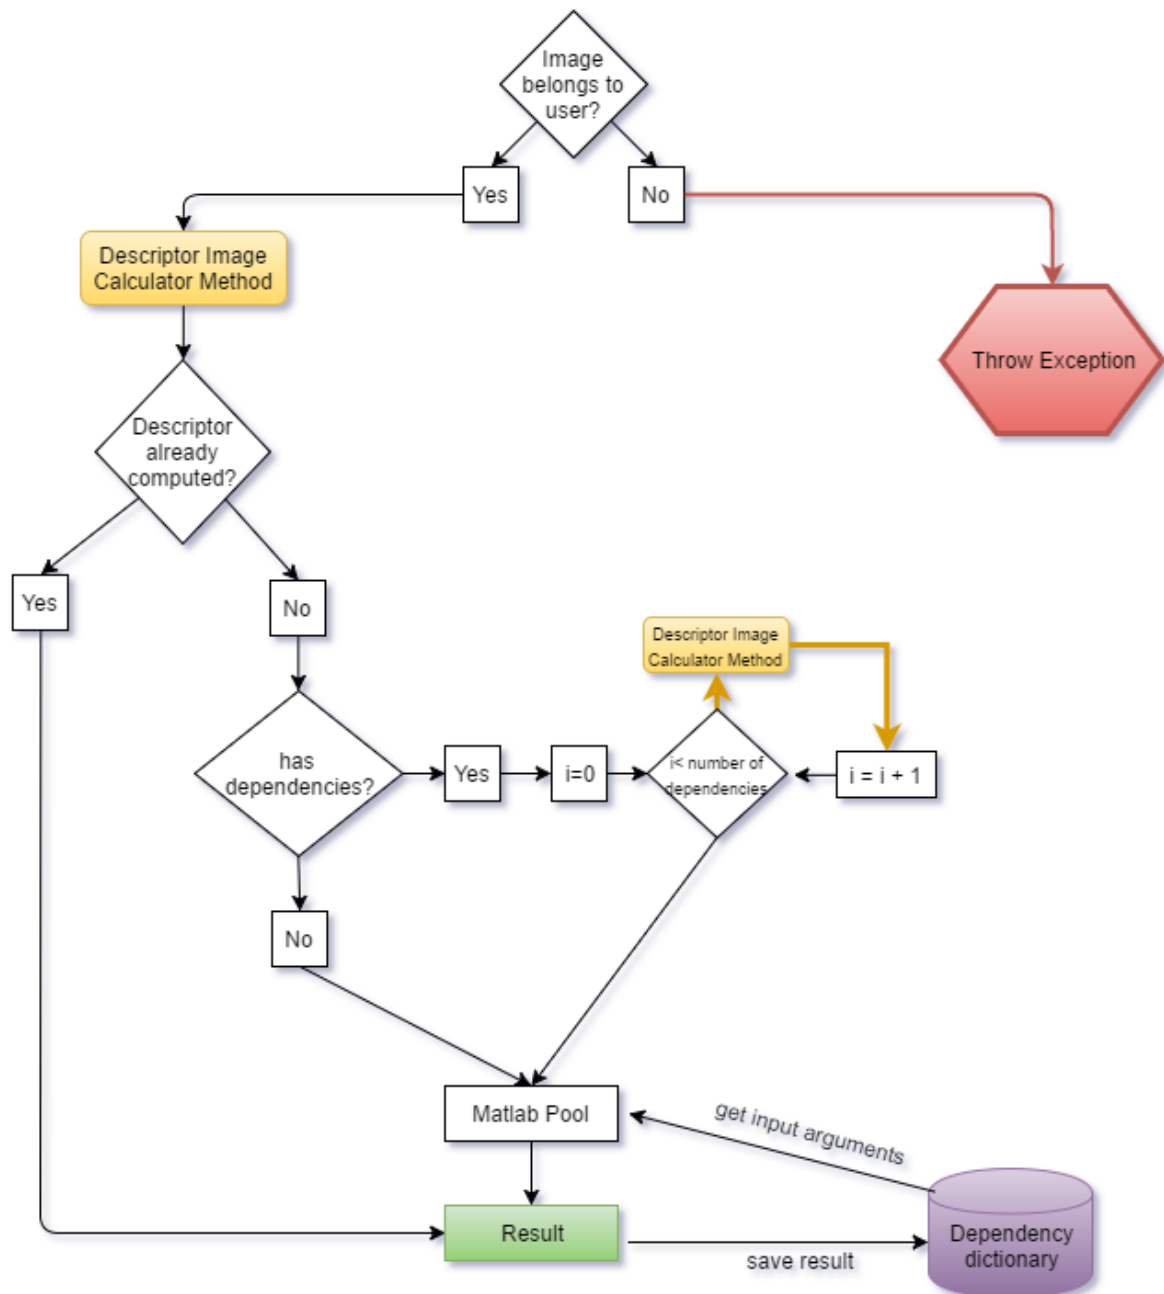 Image
belongs to
user?
Yes
No
Descriptor Image
Calculator Method
Throw Exception
Descriptor
already
computed?
Yes
No
Descriptor Image
Calculator Method
has
dependencies?
Yes
i=0
i< number of
dependencies
i = i + 1
No
Matlab Pool
get input arguments
Result
save result
Dependency
dictionary